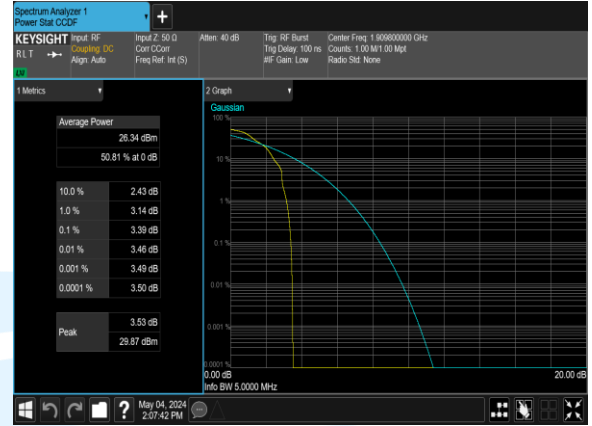 Spectrum Analyzer 1
Power Stat CCDF
+
KEYSIGHT
RLT
LXI
Input: RF
Coupling: DC
Align: Auto
Input Z: 50 Ω
Corr CCorr
Freq Ref: Int (S)
Atten: 40 dB
Trig: RF Burst
Trig Delay: 100 ns
#IF Gain: Low
Center Freq: 1.909800000 GHz
Counts: 1.00 M/1.00 Mpt
Radio Std: None
1 Metrics
Average Power
26.34 dBm
50.81 % at 0 dB
10.0 % 2.43 dB
1.0 % 3.14 dB
0.1 % 3.39 dB
0.01 % 3.46 dB
0.001 % 3.49 dB
0.0001 % 3.50 dB
Peak 3.53 dB
29.87 dBm
2 Graph
Gaussian
100 %
10 %
1 %
0.1 %
0.01 %
0.001 %
0.0001 %
0.00 dB 20.00 dB
Info BW 5.0000 MHz
?
May 04, 2024
2:07:42 PM